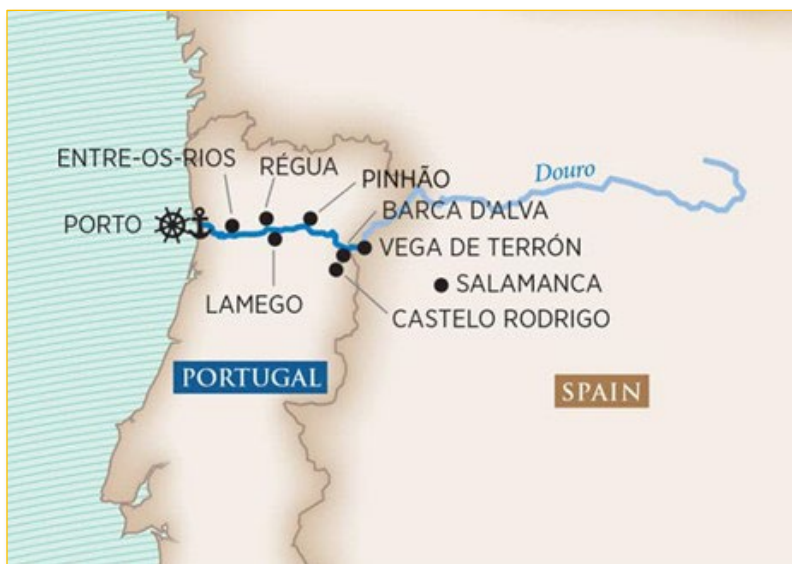 ENTRE-OS-RIOS
RÉGUA
PINHÃO
Douro
PORTO
BARCA D'ALVA
VEGA DE TERRÓN
SALAMANCA
LAMEGO
CASTELO RODRIGO
PORTUGAL
SPAIN